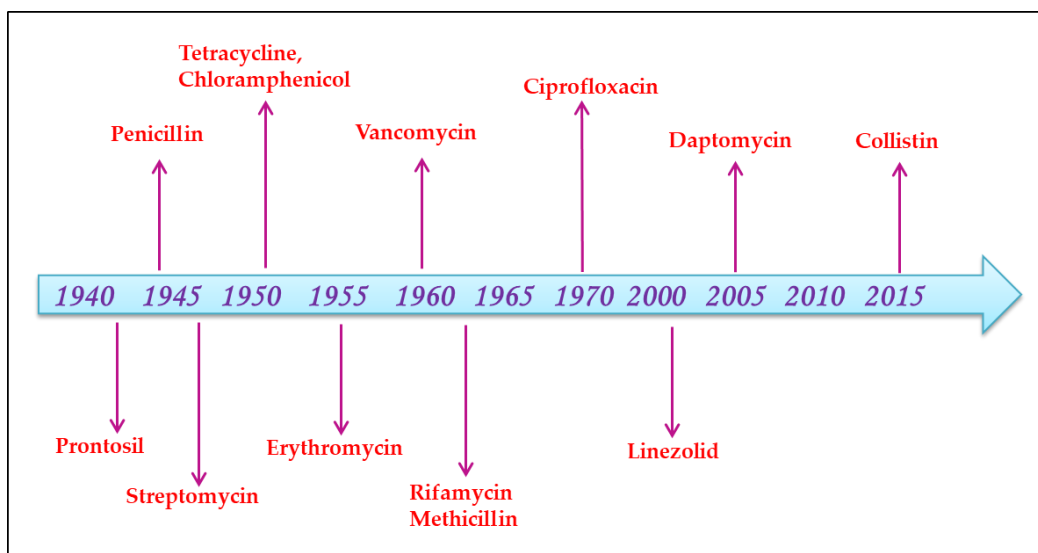 Tetracycline,
Chloramphenicol
Ciprofloxacin
Penicillin
Vancomycin
Daptomycin
Collistin
1940 1945 1950 1955 1960 1965 1970 2000 2005 2010 2015
Prontosil
Erythromycin
Linezolid
Streptomycin
Rifamycin
Methicillin